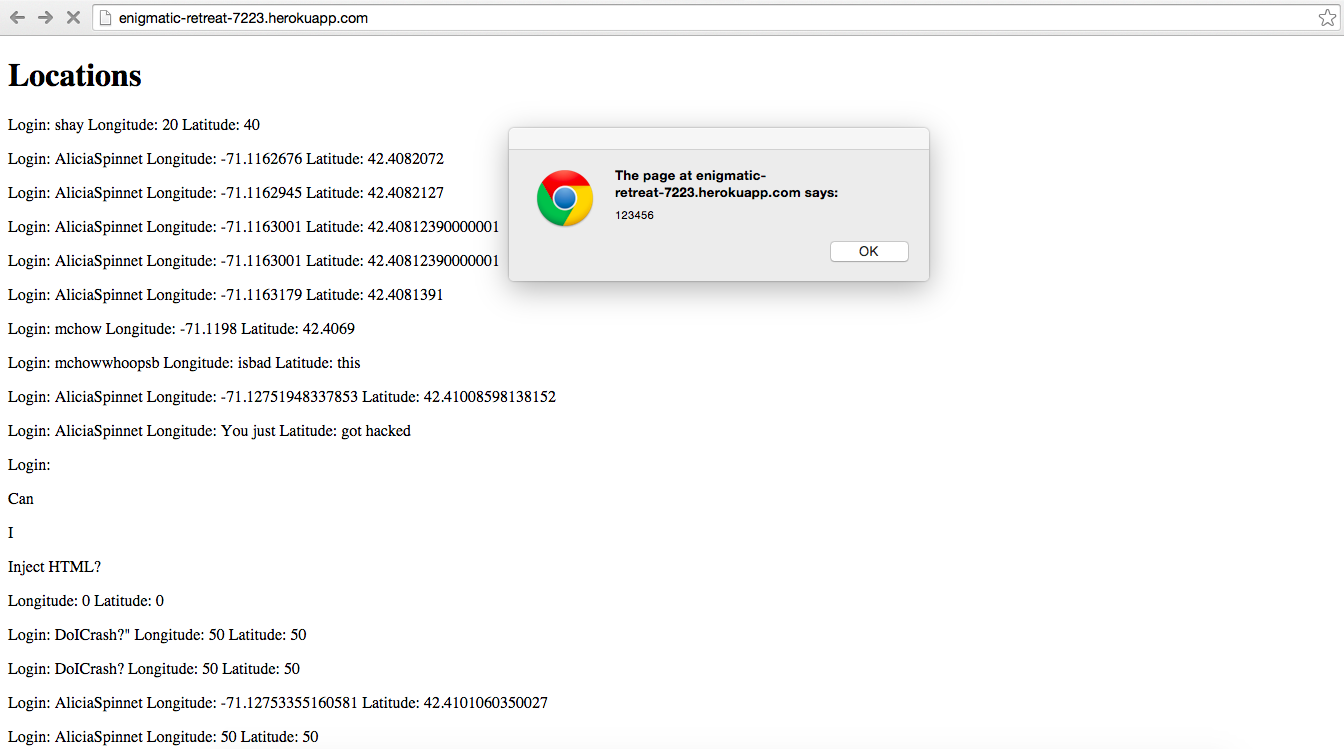 enigmatic-retreat-7223.herokuapp.com
Locations
Login: shay Longitude: 20 Latitude: 40
Login: AliciaSpinnet Longitude: -71.1162676 Latitude: 42.4082072
Login: AliciaSpinnet Longitude: -71.1162945 Latitude: 42.4082127
Login: AliciaSpinnet Longitude: -71.1163001 Latitude: 42.40812390000001
Login: AliciaSpinnet Longitude: -71.1163001 Latitude: 42.40812390000001
Login: AliciaSpinnet Longitude: -71.1163179 Latitude: 42.4081391
Login: mchow Longitude: -71.1198 Latitude: 42.4069
Login: mchowwhoopsb Longitude: isbad Latitude: this
Login: AliciaSpinnet Longitude: -71.12751948337853 Latitude: 42.41008598138152
Login: AliciaSpinnet Longitude: You just Latitude: got hacked
Login:
Can
I
Inject HTML?
Longitude: 0 Latitude: 0
Login: DoICrash?" Longitude: 50 Latitude: 50
Login: DoICrash? Longitude: 50 Latitude: 50
Login: AliciaSpinnet Longitude: -71.12753355160581 Latitude: 42.4101060350027
Login: AliciaSpinnet Longitude: 50 Latitude: 50
The page at enigmatic-
retreat-7223.herokuapp.com says:
123456
OK